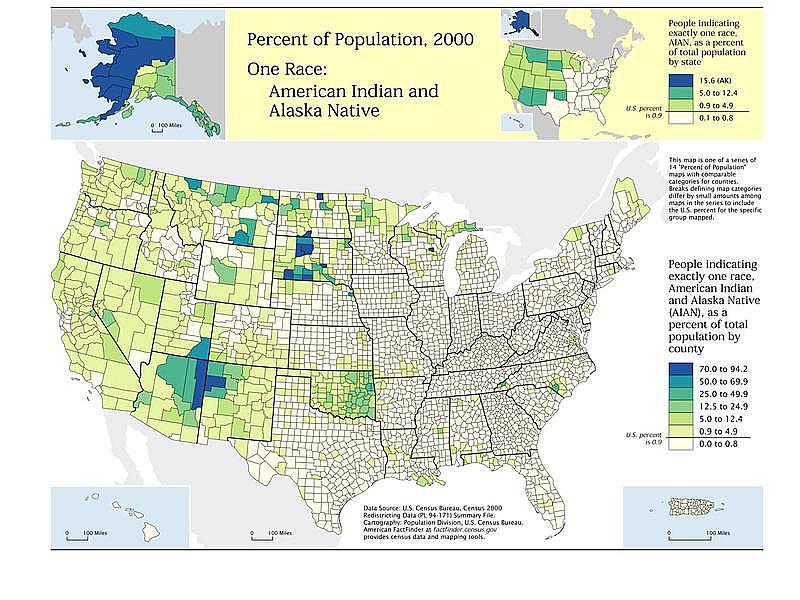 Percent of Population, 2000
One Race:
American Indian and
Alaska Native
0 100 Miles
People indicating
exactly one race,
AIAN, as a percent
of total population
by state
15.6 (AK)
5.0 to 12.4
0.9 to 4.9
0.1 to 0.8
U.S. percent
is 0.9
This map is one of a series of
14 "Percent of Population"
maps with comparable
categories for counties.
Breaks defining map categories
differ by small amounts among
maps in the series to include
the U.S. percent for the specific
group mapped.
People indicating
exactly one race,
American Indian
and Alaska Native
(AIAN), as a
percent of total
population by
county
70.0 to 94.2
50.0 to 69.9
25.0 to 49.9
12.5 to 24.9
5.0 to 12.4
0.9 to 4.9
0.0 to 0.8
U.S. percent
is 0.9
0 100 Miles
0 100 Miles
Data Source: U.S. Census Bureau, Census 2000
Redistricting Data (PL 94-171) Summary File.
Cartography: Population Division, U.S. Census Bureau.
American FactFinder at factfinder.census.gov
provides census data and mapping tools.
0 100 Miles